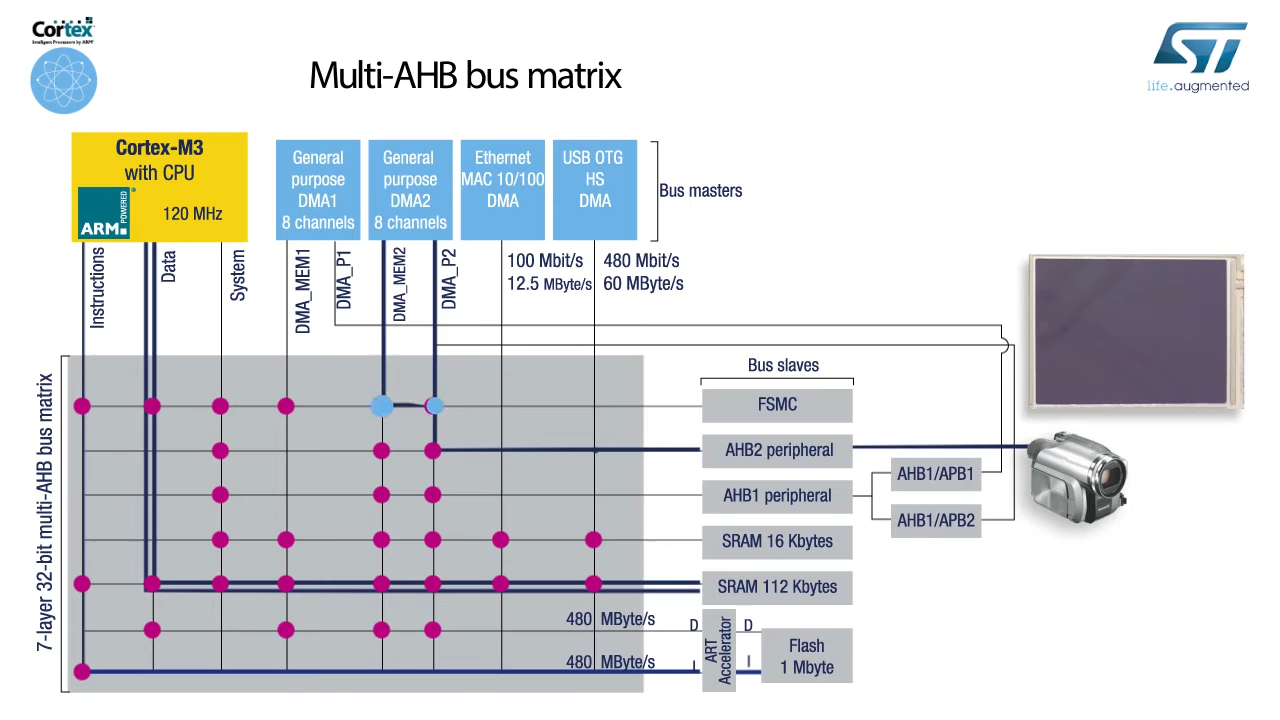 Cortex
Intelligent Processors by ARM®
Multi-AHB bus matrix
ST
life.augmented
Cortex-M3
with CPU
ARM POWERED ®
120 MHz
General
purpose
DMA1
8 channels
General
purpose
DMA2
8 channels
Ethernet
MAC 10/100
DMA
USB OTG
HS
DMA
Bus masters
Instructions
Data
System
DMA_MEM1
DMA_P1
DMA_MEM2
DMA_P2
100 Mbit/s
12.5 MByte/s
480 Mbit/s
60 MByte/s
7-layer 32-bit multi-AHB bus matrix
Bus slaves
FSMC
AHB2 peripheral
AHB1 peripheral
AHB1/APB1
AHB1/APB2
SRAM 16 Kbytes
SRAM 112 Kbytes
480 MByte/s
D
D
480 MByte/s
I
I
ART
Accelerator
Flash
1 Mbyte